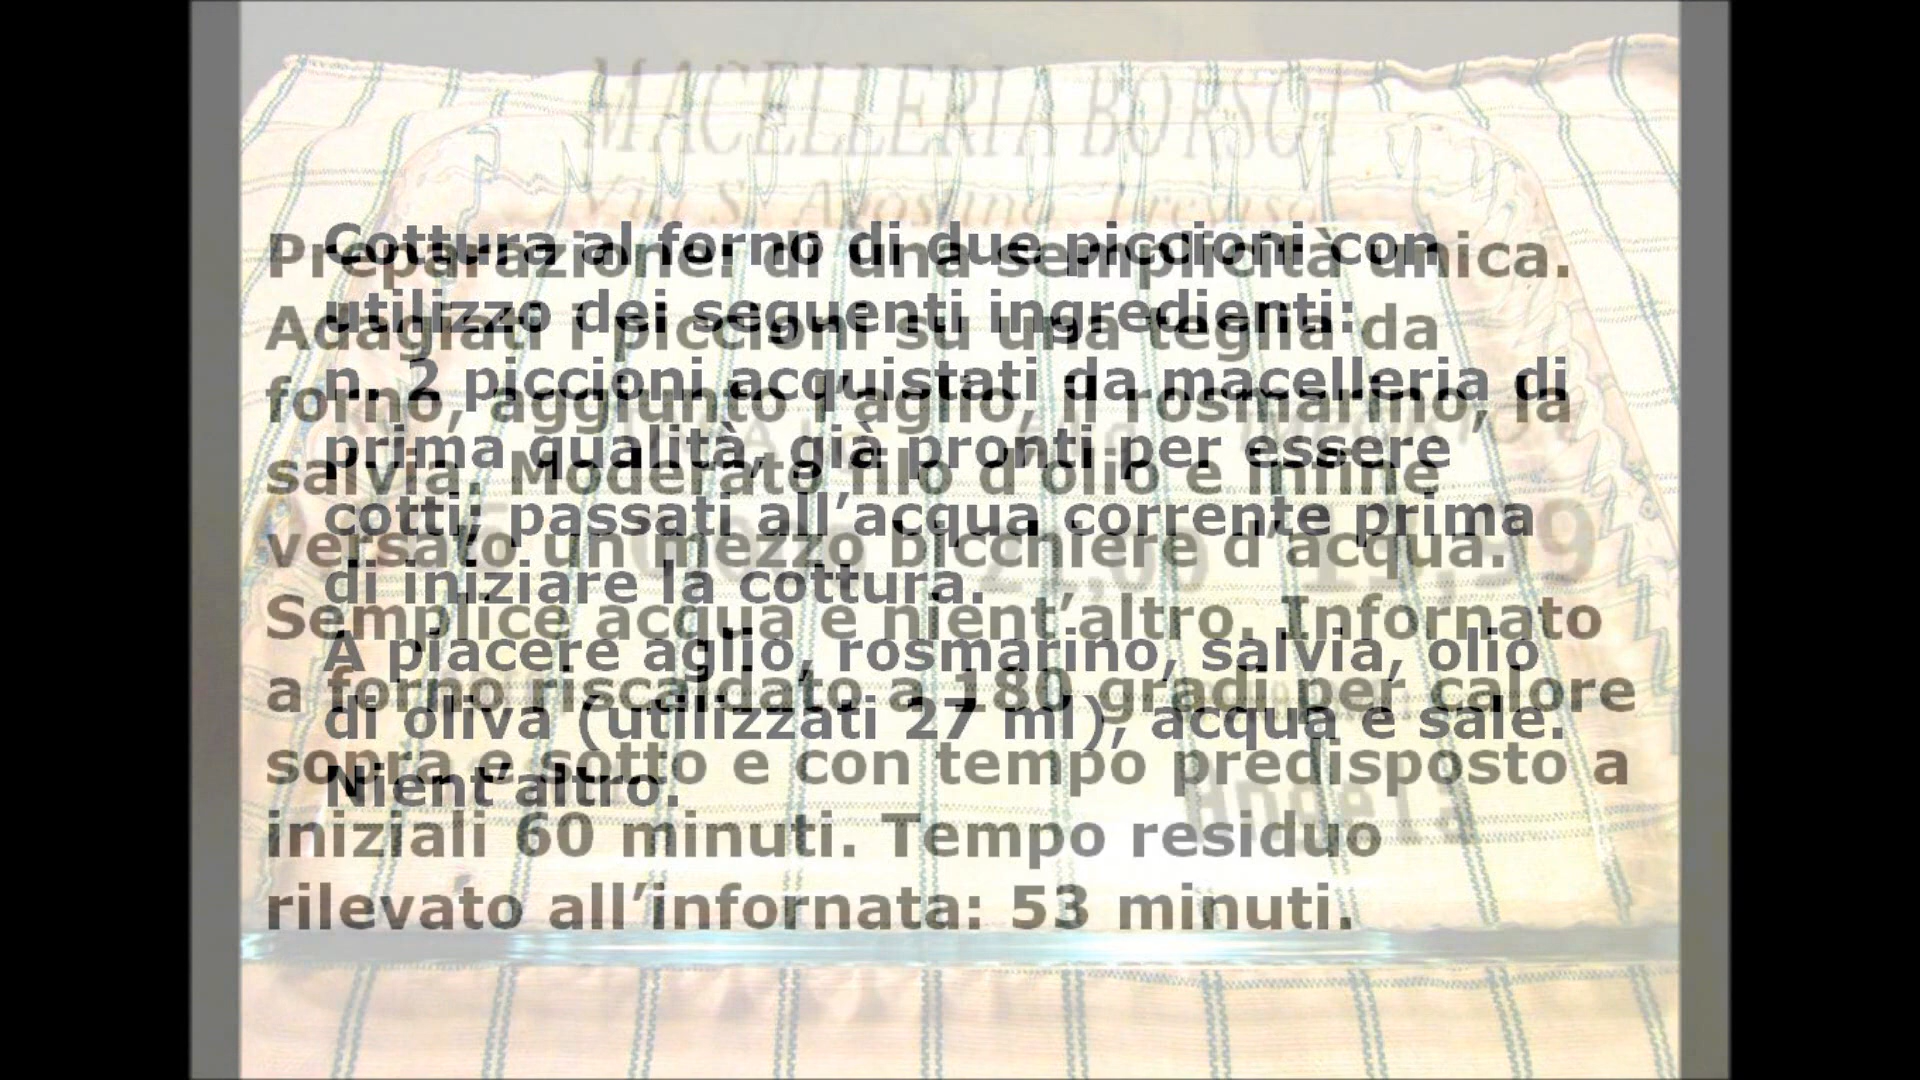 MACELLERIA BORSOI
Via S. Agostino Treviso
Cottura al forno di due piccioni con
utilizzo dei seguenti ingredienti:
n. 2 piccioni acquistati da macelleria di
prima qualità, già pronti per essere
cotti; passati all’acqua corrente prima
di iniziare la cottura.
A piacere aglio, rosmarino, salvia, olio
di oliva (utilizzati 27 ml), acqua e sale.
Nient’altro.
Preparazione: di una semplicità unica.
Adagiati i piccioni su una teglia da
forno, aggiunto l’aglio, il rosmarino, la
salvia. Moderato filo d’olio e infine
versato un mezzo bicchiere d’acqua.
Semplice acqua e nient’altro. Infornato
a forno riscaldato a 180 gradi per calore
sopra e sotto e con tempo predisposto a
iniziali 60 minuti. Tempo residuo
rilevato all’infornata: 53 minuti.
Angela